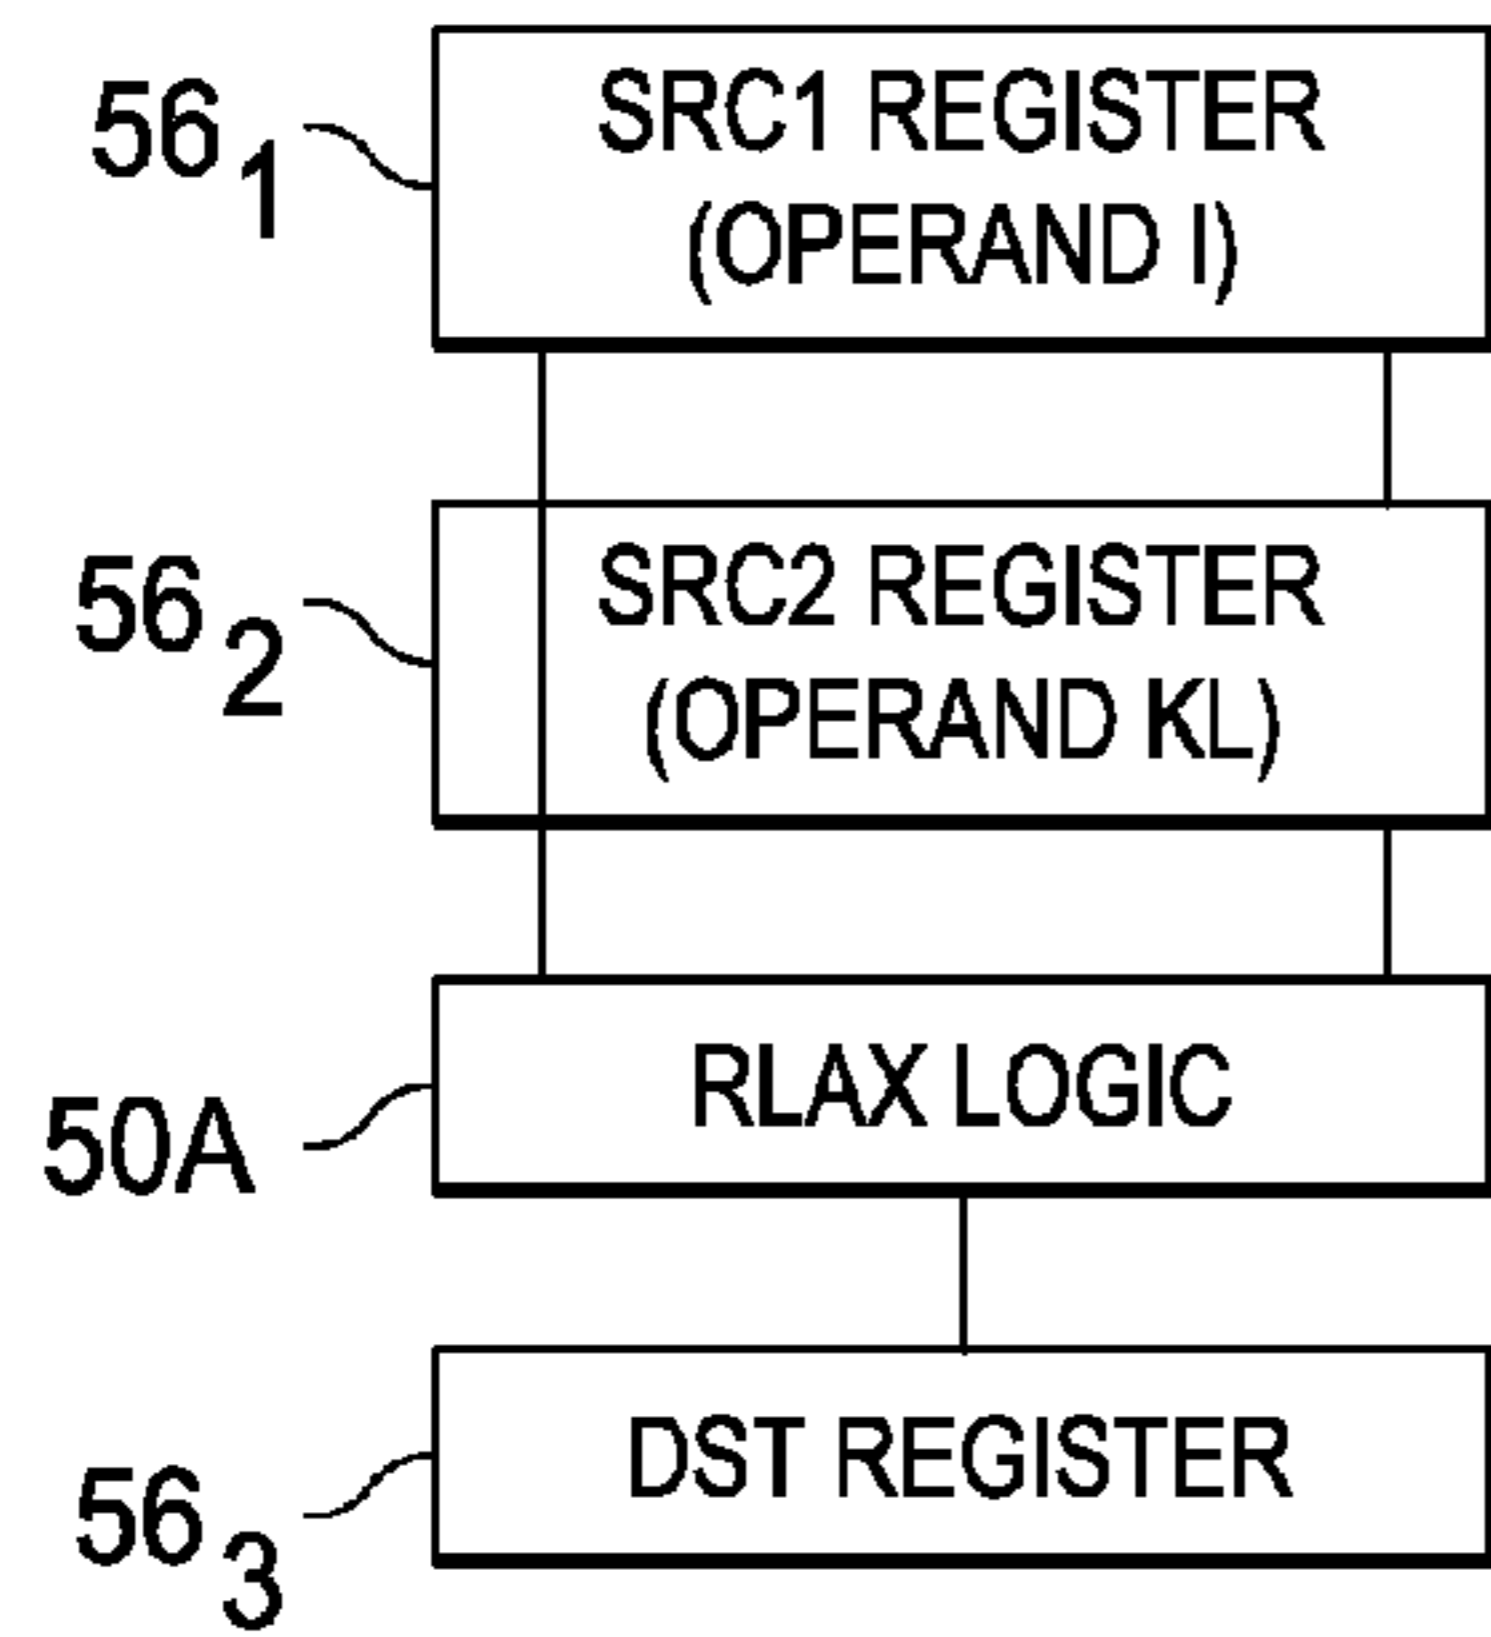 56₁
SRC1 REGISTER
(OPERAND I)
56₂
SRC2 REGISTER
(OPERAND KL)
50A
RLAX LOGIC
56₃
DST REGISTER